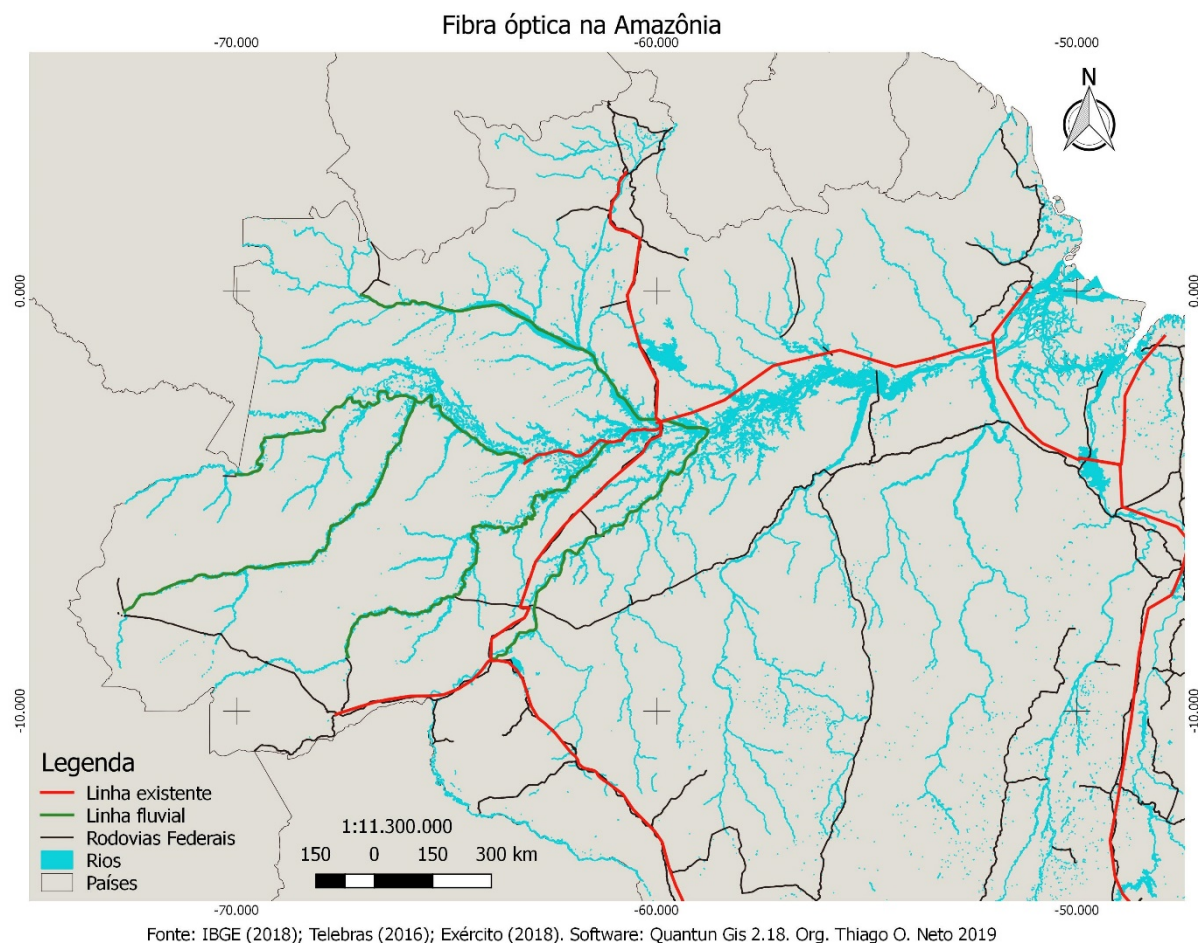 Fibra óptica na Amazônia
-70.000
-60.000
-50.000
N
0.000
0.000
-10.000
-10.000
Legenda
Linha existente
Linha fluvial
Rodovias Federais
Rios
Países
1:11.300.000
150 0 150 300 km
-70.000
-60.000
-50.000
Fonte: IBGE (2018); Telebras (2016); Exército (2018). Software: Quantun Gis 2.18. Org. Thiago O. Neto 2019